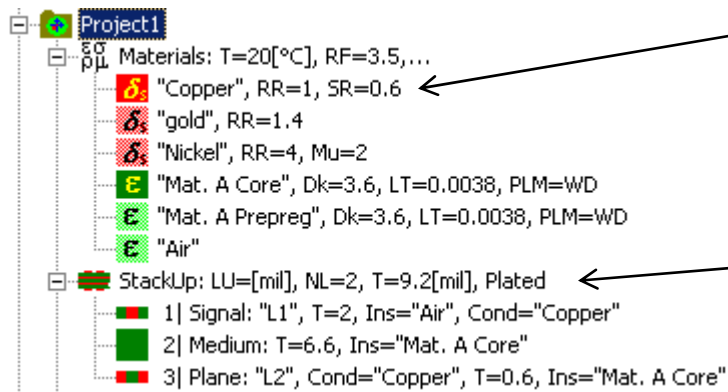 Project1
εσ ρμ Materials: T=20[°C], RF=3.5,...
δs "Copper", RR=1, SR=0.6
δs "gold", RR=1.4
δs "Nickel", RR=4, Mu=2
ε "Mat. A Core", Dk=3.6, LT=0.0038, PLM=WD
ε "Mat. A Prepreg", Dk=3.6, LT=0.0038, PLM=WD
ε "Air"
StackUp: LU=[mil], NL=2, T=9.2[mil], Plated
1| Signal: "L1", T=2, Ins="Air", Cond="Copper"
2| Medium: T=6.6, Ins="Mat. A Core"
3| Plane: "L2", Cond="Copper", T=0.6, Ins="Mat. A Core"